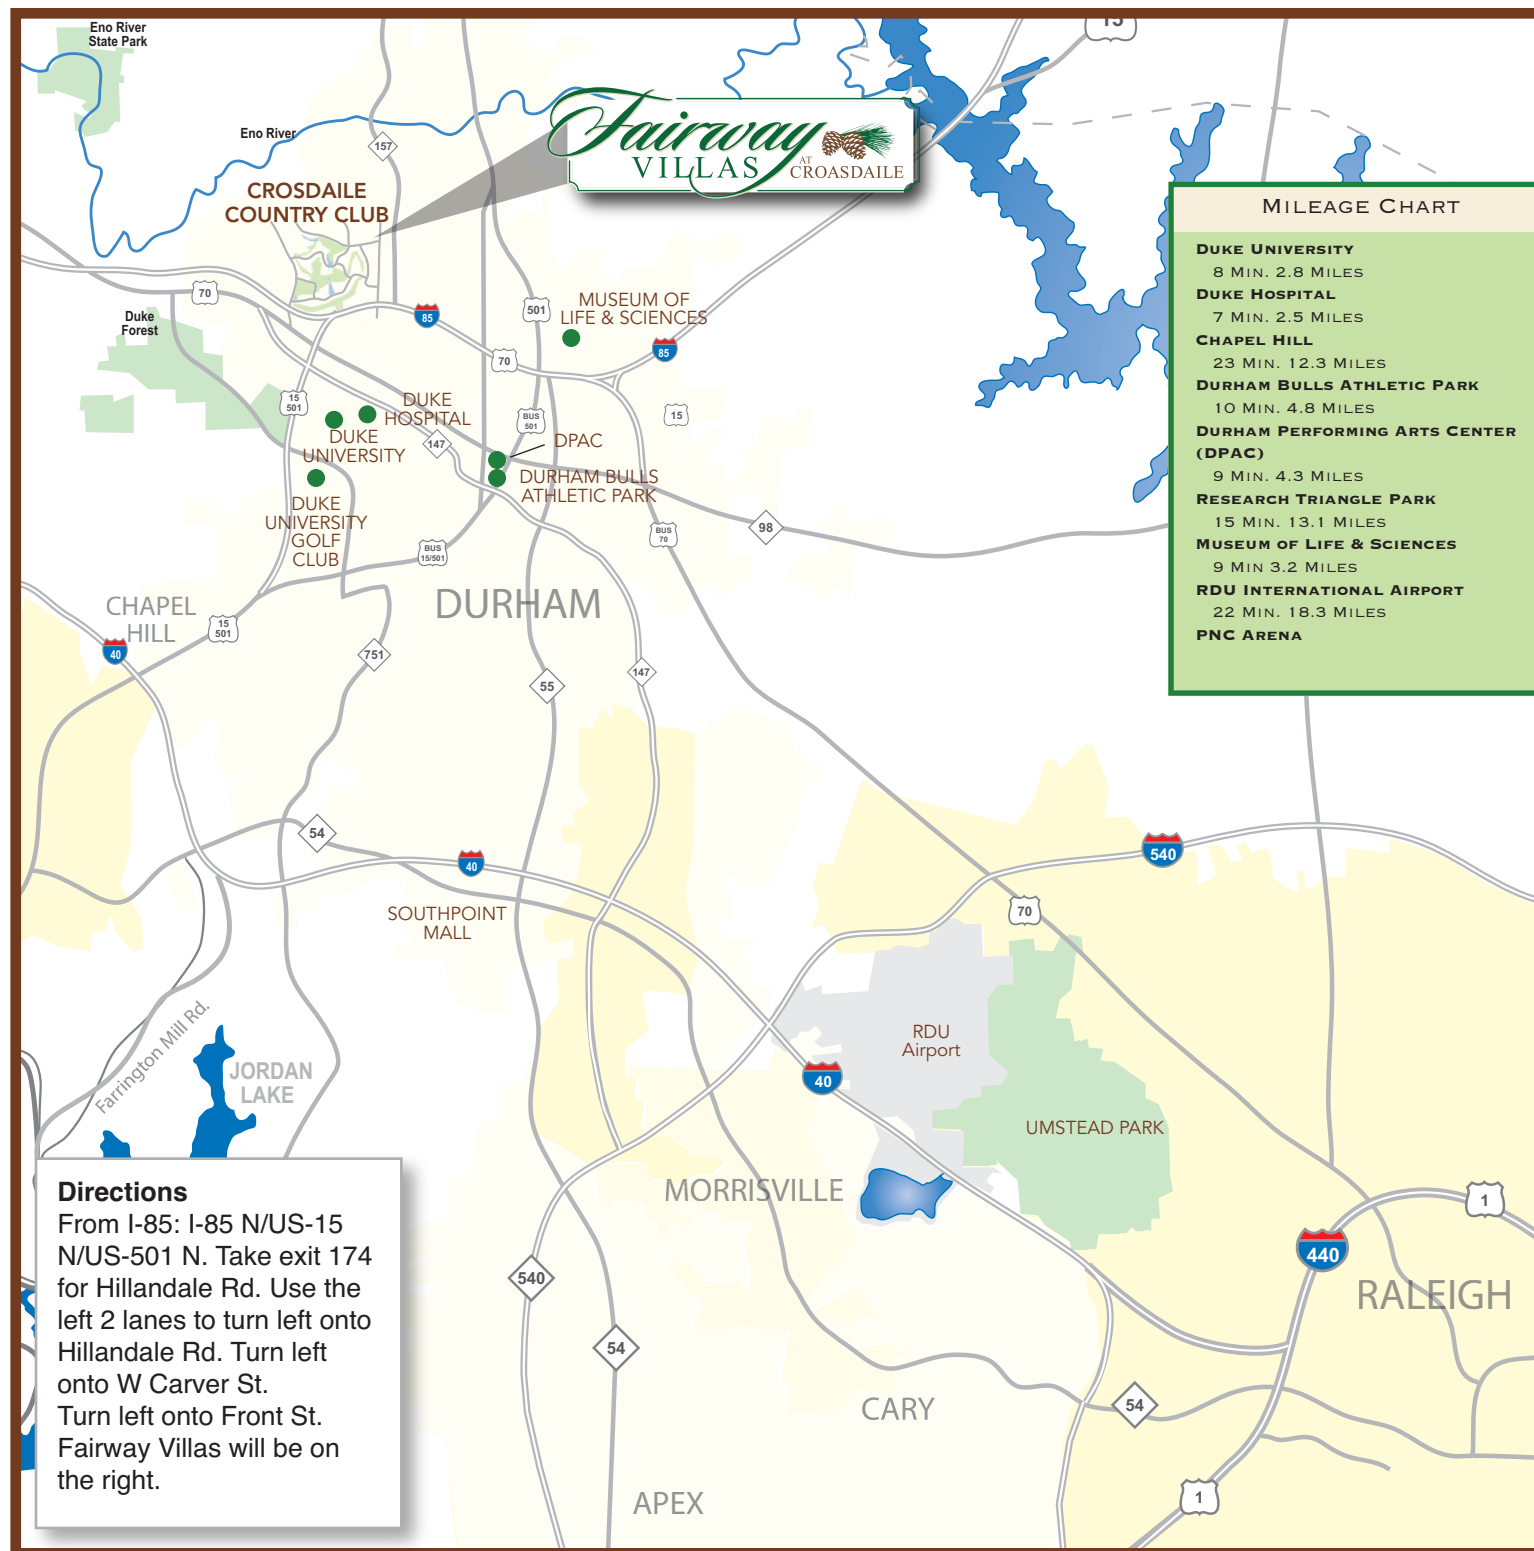 Eno River
State Park
15
Eno River
157
Fairway
VILLAS
AT
CROASDAILE
CROSDAILE
COUNTRY CLUB
MILEAGE CHART
DUKE UNIVERSITY
8 MIN. 2.8 MILES
DUKE HOSPITAL
7 MIN. 2.5 MILES
CHAPEL HILL
23 MIN. 12.3 MILES
DURHAM BULLS ATHLETIC PARK
10 MIN. 4.8 MILES
DURHAM PERFORMING ARTS CENTER
(DPAC)
9 MIN. 4.3 MILES
RESEARCH TRIANGLE PARK
15 MIN. 13.1 MILES
MUSEUM OF LIFE & SCIENCES
9 MIN 3.2 MILES
RDU INTERNATIONAL AIRPORT
22 MIN. 18.3 MILES
PNC ARENA
70
85
501
MUSEUM OF
LIFE & SCIENCES
Duke
Forest
70
85
15
501
DUKE
HOSPITAL
BUS
501
15
DUKE
UNIVERSITY
147
DPAC
DURHAM BULLS
ATHLETIC PARK
DUKE
UNIVERSITY
GOLF
CLUB
BUS
15/501
BUS
70
98
CHAPEL
HILL
DURHAM
15
501
40
751
55
147
54
40
540
SOUTHPOINT
MALL
70
Farrington Mill Rd.
JORDAN
LAKE
RDU
Airport
40
UMSTEAD PARK
MORRISVILLE
1
440
RALEIGH
540
54
54
CARY
1
APEX
Directions
From I-85: I-85 N/US-15
N/US-501 N. Take exit 174
for Hillandale Rd. Use the
left 2 lanes to turn left onto
Hillandale Rd. Turn left
onto W Carver St.
Turn left onto Front St.
Fairway Villas will be on
the right.